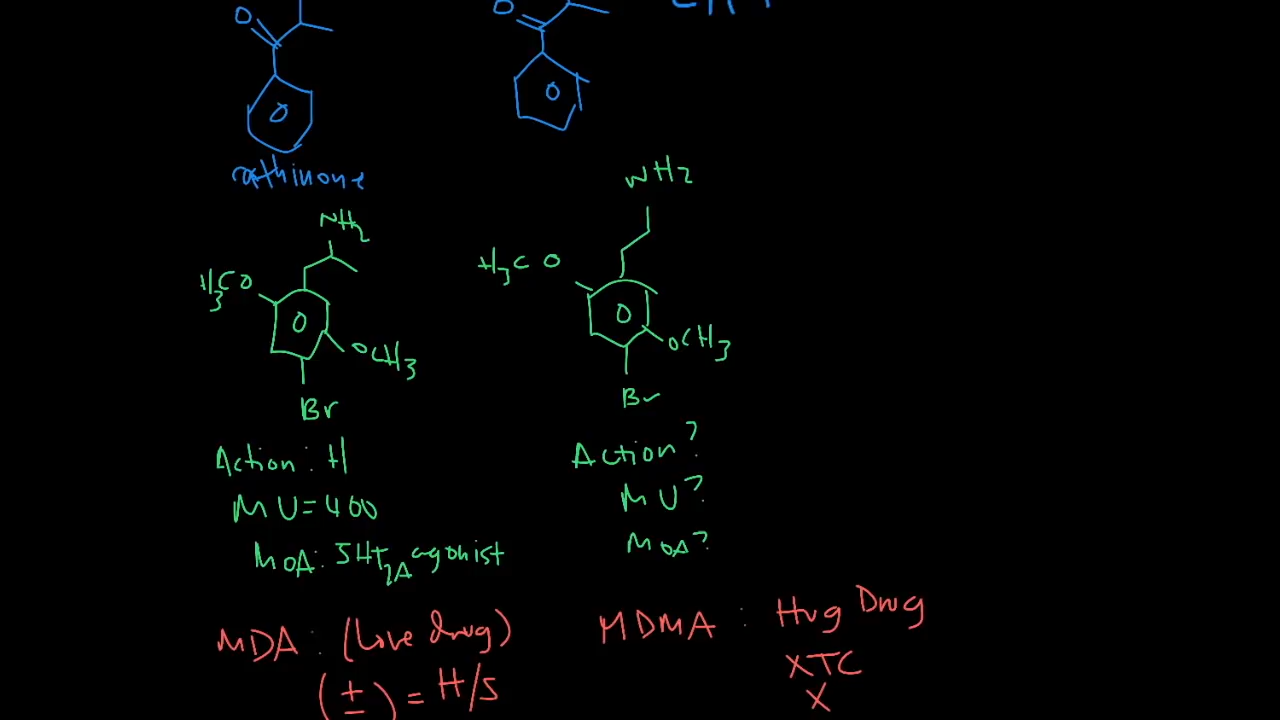 O
O
O
O
cathinone
NH2
H3CO
O
OCH3
Br
Action: H
MU=400
MOA: 5HT2A agonist
NH2
H3C O
O
OCH3
Br
Action?
MU?
MOA?
MDA: (Love drug)
(±) = H/S
MDMA : Hug Drug
XTC
X